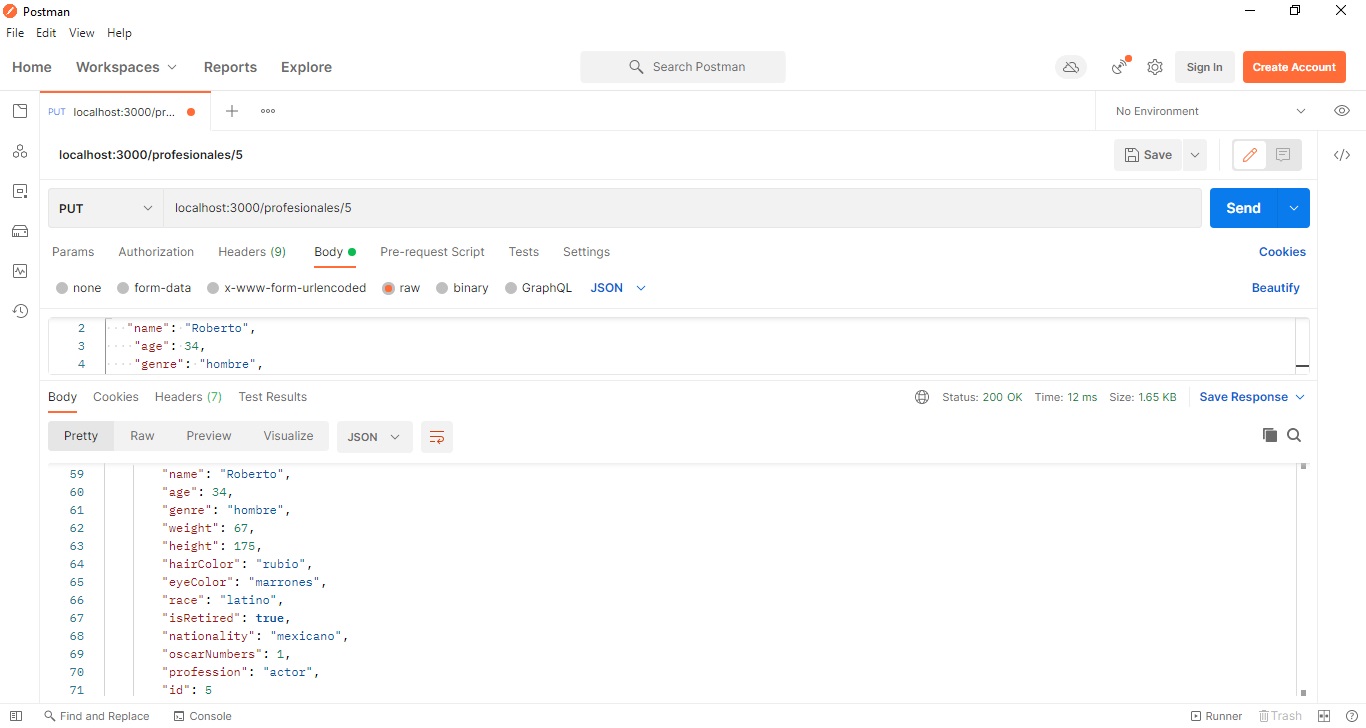 Postman
File Edit View Help
Home Workspaces Reports Explore Search Postman Sign In Create Account
PUT localhost:3000/pr... No Environment
localhost:3000/profesionales/5 Save
PUT localhost:3000/profesionales/5 Send
Params Authorization Headers (9) Body Pre-request Script Tests Settings Cookies
none form-data x-www-form-urlencoded raw binary GraphQL JSON Beautify
2 "name": "Roberto",
3 "age": 34,
4 "genre": "hombre",
Body Cookies Headers (7) Test Results Status: 200 OK Time: 12 ms Size: 1.65 KB Save Response
Pretty Raw Preview Visualize JSON
59 "name": "Roberto",
60 "age": 34,
61 "genre": "hombre",
62 "weight": 67,
63 "height": 175,
64 "hairColor": "rubio",
65 "eyeColor": "marrones",
66 "race": "latino",
67 "isRetired": true,
68 "nationality": "mexicano",
69 "oscarNumbers": 1,
70 "profession": "actor",
71 "id": 5
Find and Replace Console Runner Trash